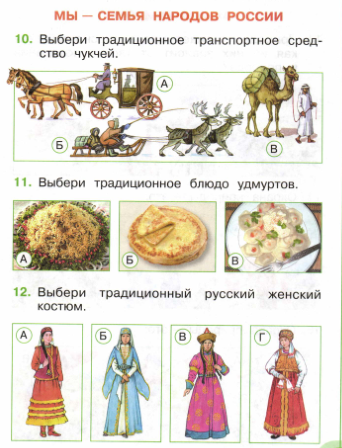 МЫ — СЕМЬЯ НАРОДОВ РОССИИ
10. Выбери традиционное транспортное сред-
ство чукчей.
А
Б
В
11. Выбери традиционное блюдо удмуртов.
А
Б
В
12. Выбери традиционный русский женский
костюм.
А
Б
В
Г